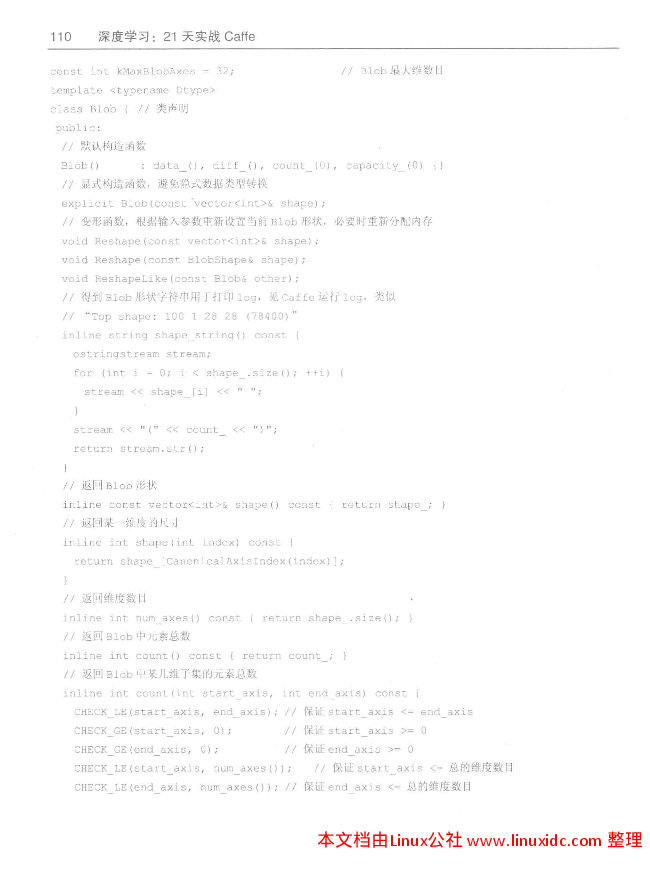 110 深度学习：21 天实战 Caffe
const int kMaxBlobAxes = 32; // Blob 最大维数目
template <typename Dtype>
class Blob { // 类声明
public:
// 默认构造函数
Blob() : data_(), diff_(), count_(0), capacity_(0) {}
// 显式构造函数，避免隐式数据类型转换
explicit Blob(const vector<int>& shape);
// 变形函数，根据输入参数重新设置当前 Blob 形状，必要时重新分配内存
void Reshape(const vector<int>& shape);
void Reshape(const BlobShape& shape);
void ReshapeLike(const Blob& other);
// 得到 Blob 形状字符串用于打印 log，见 Caffe 运行 log，类似
// “Top shape: 100 1 28 28 (78400)”
inline string shape_string() const {
ostringstream stream;
for (int i = 0; i < shape_.size(); ++i) {
stream << shape_[i] << " ";
}
stream << "(" << count_ << ")";
return stream.str();
}
// 返回 Blob 形状
inline const vector<int>& shape() const { return shape_; }
// 返回某一维度的尺寸
inline int shape(int index) const {
return shape_[CanonicalAxisIndex(index)];
}
// 返回维度数目
inline int num_axes() const { return shape_.size(); }
// 返回 Blob 中元素总数
inline int count() const { return count_; }
// 返回 Blob 中某几维子集的元素总数
inline int count(int start_axis, int end_axis) const {
CHECK_LE(start_axis, end_axis); // 保证 start_axis <= end_axis
CHECK_GE(start_axis, 0); // 保证 start_axis >= 0
CHECK_GE(end_axis, 0); // 保证 end_axis >= 0
CHECK_LE(start_axis, num_axes()); // 保证 start_axis <= 总的维度数目
CHECK_LE(end_axis, num_axes()); // 保证 end_axis <= 总的维度数目
本文档由Linux公社 www.linuxidc.com 整理